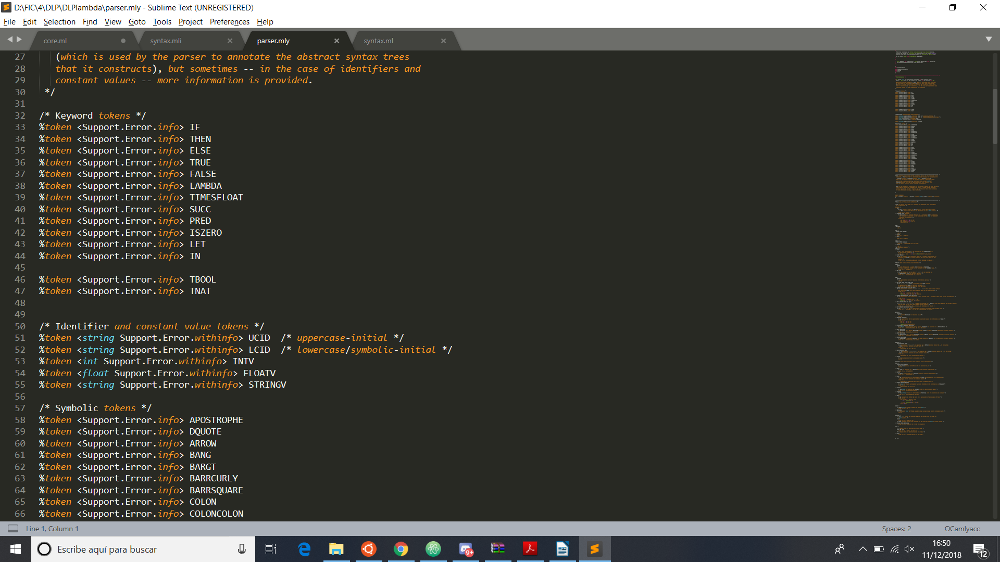 D:\FIC\4\DLP\DLPlambda\parser.mly - Sublime Text (UNREGISTERED)
File Edit Selection Find View Goto Tools Project Preferences Help
core.ml syntax.mli parser.mly syntax.ml
27 (which is used by the parser to annotate the abstract syntax trees
28 that it constructs), but sometimes -- in the case of identifiers and
29 constant values -- more information is provided.
30 */
31
32 /* Keyword tokens */
33 %token <Support.Error.info> IF
34 %token <Support.Error.info> THEN
35 %token <Support.Error.info> ELSE
36 %token <Support.Error.info> TRUE
37 %token <Support.Error.info> FALSE
38 %token <Support.Error.info> LAMBDA
39 %token <Support.Error.info> TIMESFLOAT
40 %token <Support.Error.info> SUCC
41 %token <Support.Error.info> PRED
42 %token <Support.Error.info> ISZERO
43 %token <Support.Error.info> LET
44 %token <Support.Error.info> IN
45
46 %token <Support.Error.info> TBOOL
47 %token <Support.Error.info> TNAT
48
49
50 /* Identifier and constant value tokens */
51 %token <string Support.Error.withinfo> UCID /* uppercase-initial */
52 %token <string Support.Error.withinfo> LCID /* lowercase/symbolic-initial */
53 %token <int Support.Error.withinfo> INTV
54 %token <float Support.Error.withinfo> FLOATV
55 %token <string Support.Error.withinfo> STRINGV
56
57 /* Symbolic tokens */
58 %token <Support.Error.info> APOSTROPHE
59 %token <Support.Error.info> DQUOTE
60 %token <Support.Error.info> ARROW
61 %token <Support.Error.info> BANG
62 %token <Support.Error.info> BARGT
63 %token <Support.Error.info> BARRCURLY
64 %token <Support.Error.info> BARRSQUARE
65 %token <Support.Error.info> COLON
66 %token <Support.Error.info> COLONCOLON
Line 1, Column 1 Spaces: 2 OCamlyacc
Escribe aquí para buscar
9+
16:50
11/12/2018
12